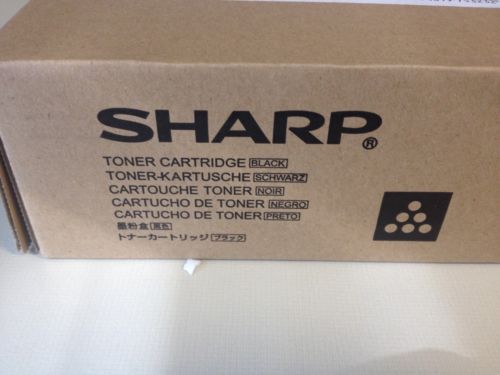 SHARP®
TONER CARTRIDGE BLACK
TONER-KARTUSCHE SCHWARZ
CARTOUCHE TONER NOIR
CARTUCHO DE TONER NEGRO
CARTUCHO DE TONER PRETO
墨粉盒 黑色
トナーカートリッジ ブラック